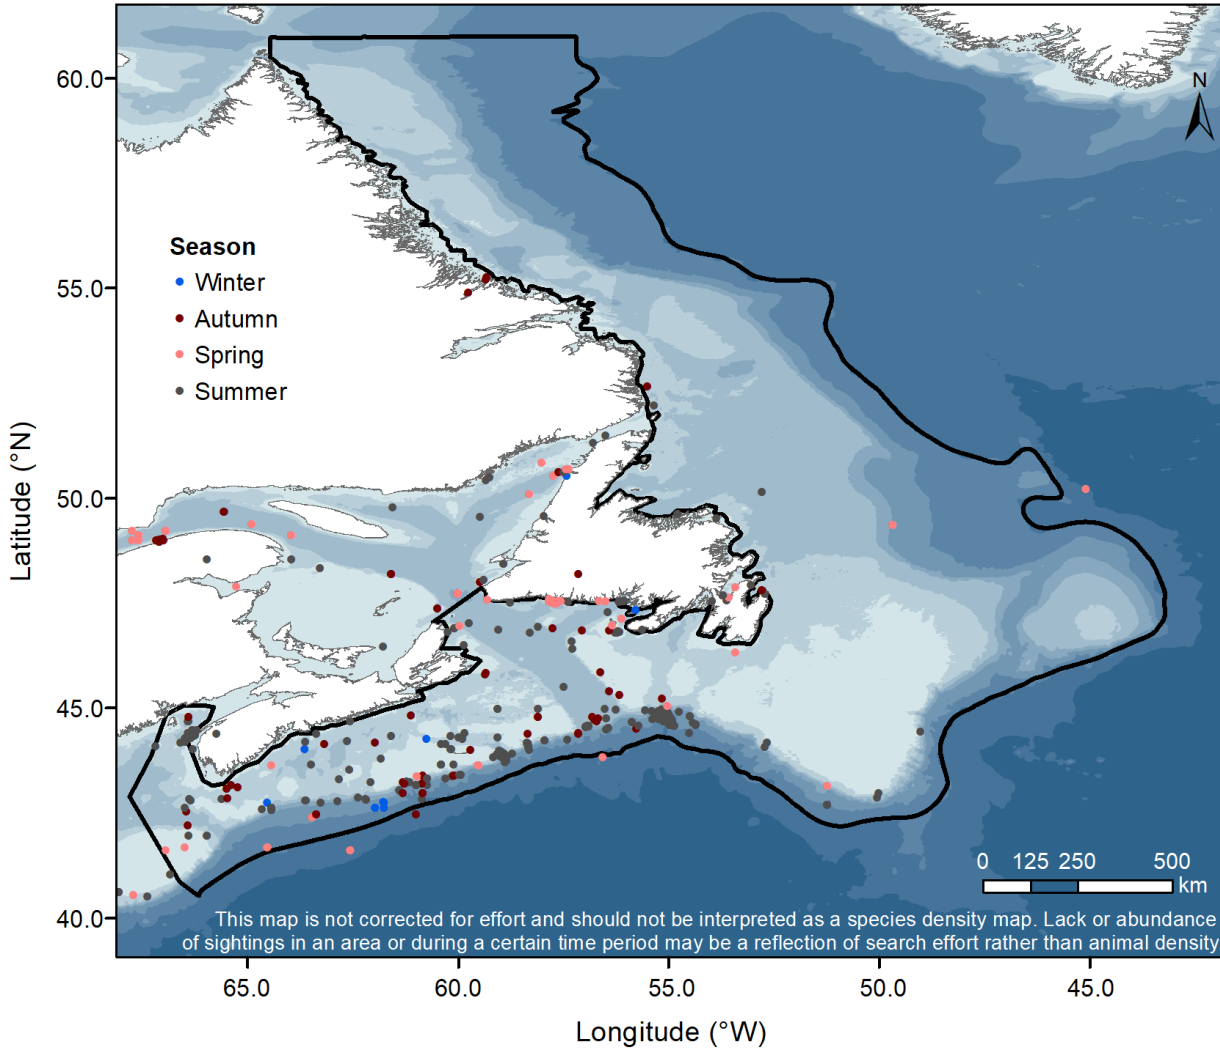 N
60.0
55.0
50.0
45.0
40.0
Latitude (°N)
Season
Winter
Autumn
Spring
Summer
0 125 250 500
km
This map is not corrected for effort and should not be interpreted as a species density map. Lack or abundance
of sightings in an area or during a certain time period may be a reflection of search effort rather than animal density
65.0 60.0 55.0 50.0 45.0
Longitude (°W)